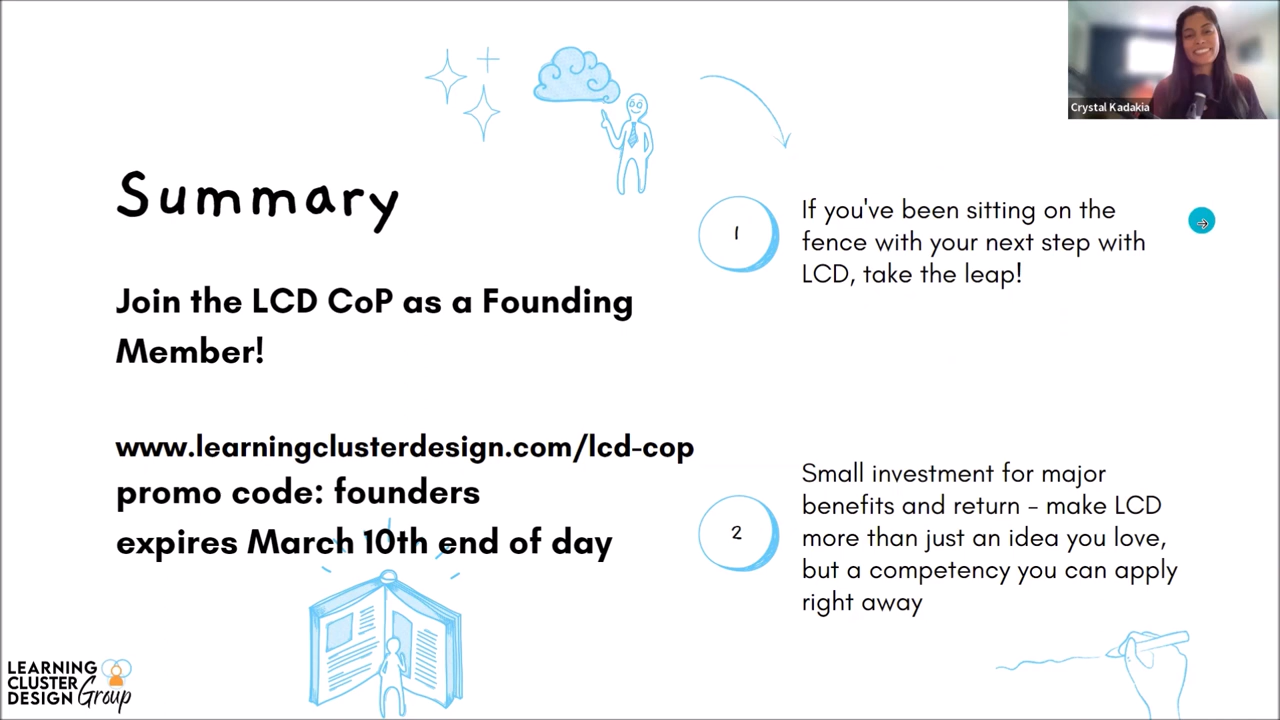 Crystal Kadakia
Summary
Join the LCD CoP as a Founding
Member!
www.learningclusterdesign.com/lcd-cop
promo code: founders
expires March 10th end of day
1
If you've been sitting on the
fence with your next step with
LCD, take the leap!
2
Small investment for major
benefits and return - make LCD
more than just an idea you love,
but a competency you can apply
right away
LEARNING
CLUSTER
DESIGN Group